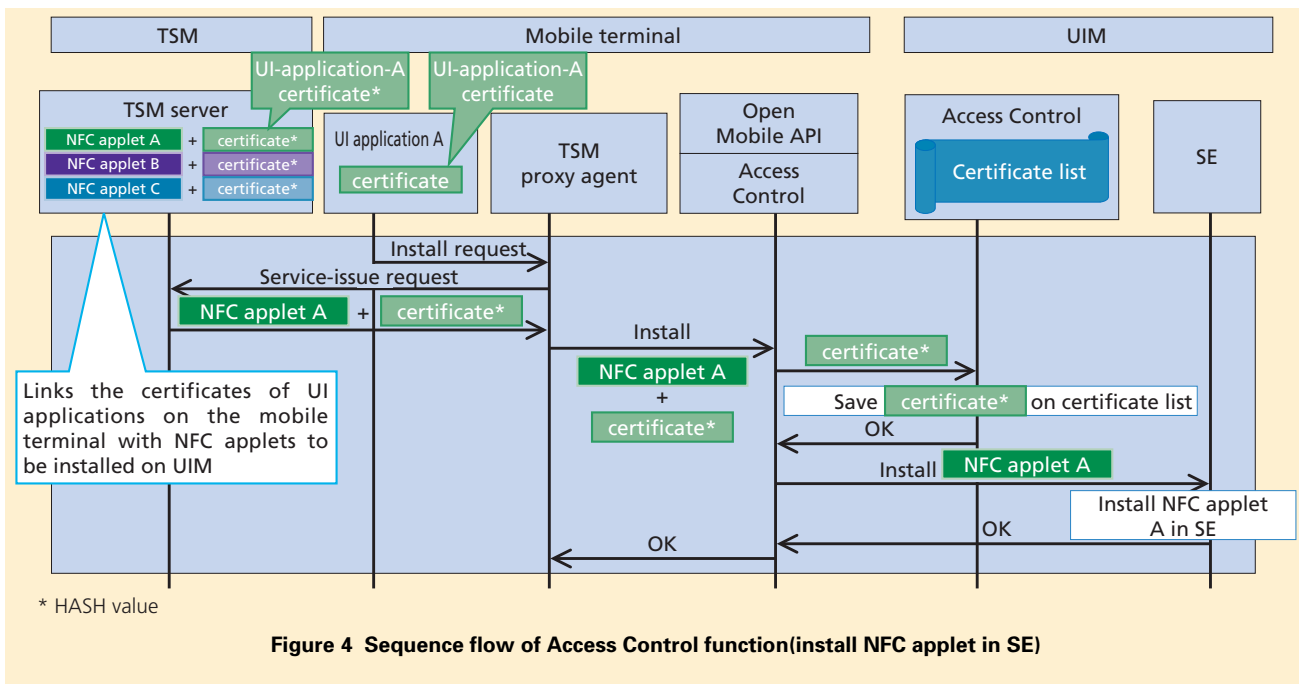 TSM
Mobile terminal
UIM
UI-application-A
certificate*
UI-application-A
certificate
TSM server
NFC applet A + certificate*
NFC applet B + certificate*
NFC applet C + certificate*
UI application A
certificate
TSM
proxy agent
Open
Mobile API
Access
Control
Access Control
Certificate list
SE
Install request
Service-issue request
NFC applet A + certificate*
Install
NFC applet A
+
certificate*
certificate*
Save certificate* on certificate list
OK
Install NFC applet A
Install NFC applet
A in SE
OK
OK
Links the certificates of UI
applications on the mobile
terminal with NFC applets to
be installed on UIM
* HASH value
Figure 4 Sequence flow of Access Control function(install NFC applet in SE)